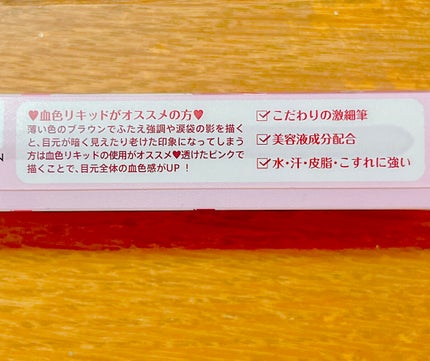 ♥血色リキッドがオススメの方♥
薄い色のブラウンでふたえ強調や涙袋の影を描く
と、目元が暗く見えたり老けた印象になってしまう
方は血色リキッドの使用がオススメ♥透けたピンクで
描くことで、目元全体の血色感がUP！
☑こだわりの激細筆
☑美容液成分配合
☑水・汗・皮脂・こすれに強い